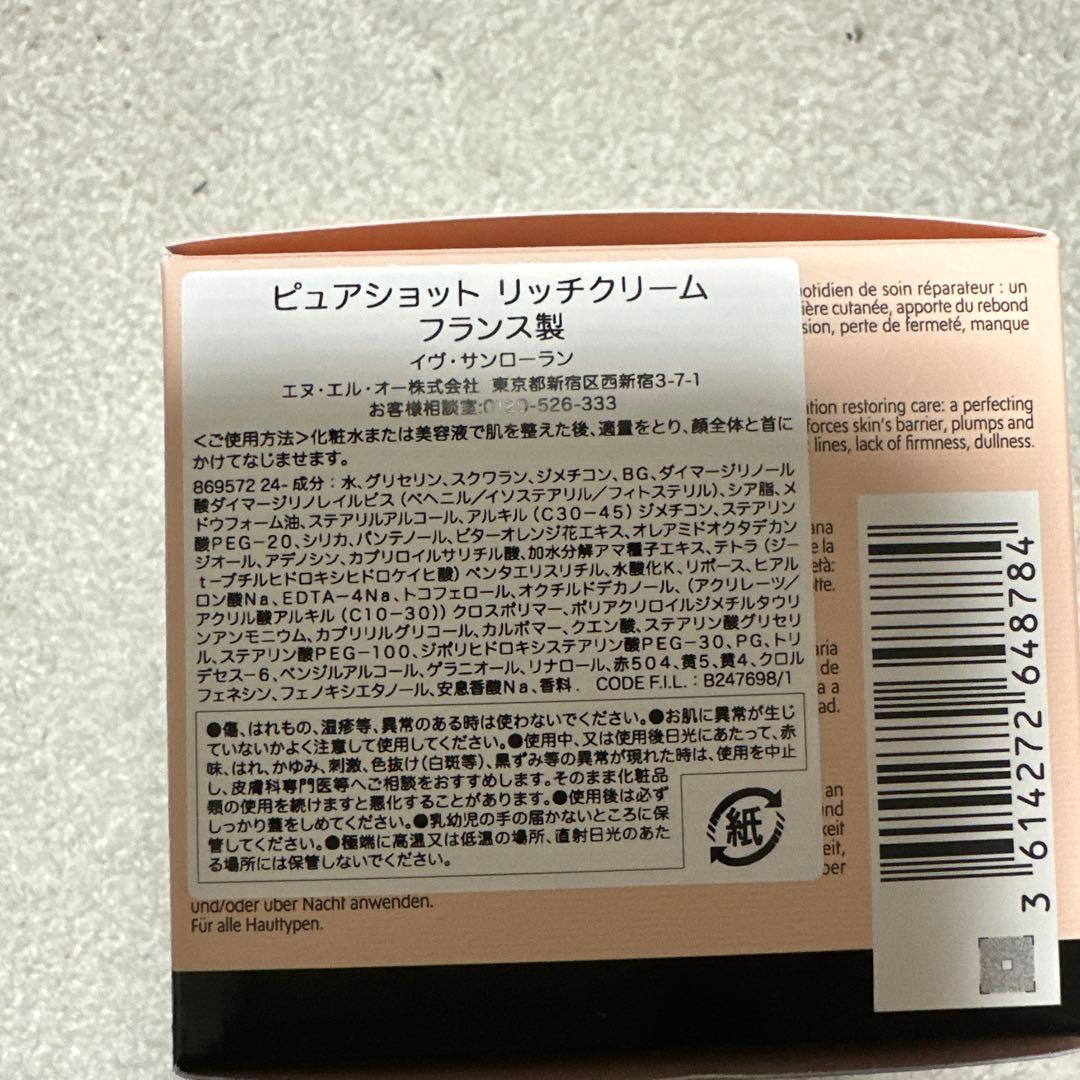 ピュアショット リッチクリーム
フランス製
イヴ・サンローラン
エヌ・エル・オー株式会社 東京都新宿区西新宿3-7-1
お客様相談室:0120-526-333
<ご使用方法>化粧水または美容液で肌を整えた後、適量をとり、顔全体と首に
かけてなじませます。
869572 24- 成分：水、グリセリン、スクワラン、ジメチコン、BG、ダイマージリノール
酸ダイマージリノレイルビス（ベヘニル／イソステアリル／フィトステリル）、シア脂、メ
ドウフォーム油、ステアリルアルコール、アルキル（C30-45）ジメチコン、ステアリン
酸PEG-20、シリカ、パンテノール、ビターオレンジ花エキス、オレアミドオクタデカン
ジオール、アデノシン、カプリロイルサリチル酸、加水分解アマ種子エキス、テトラ（ジー
t-ブチルヒドロキシヒドロケイヒ酸）ペンタエリスリチル、水酸化K、リボース、ヒアル
ロン酸Na、EDTA-4Na、トコフェロール、オクチルドデカノール、（アクリレーツ／
アクリル酸アルキル（C10-30））クロスポリマー、ポリアクリロイルジメチルタウリ
ンアンモニウム、カプリリルグリコール、カルボマー、クエン酸、ステアリン酸グリセリ
ル、ステアリン酸PEG-100、ジポリヒドロキシステアリン酸PEG-30、PG、トリ
デセス-6、ベンジルアルコール、ゲラニオール、リナロール、赤504、黄5、黄4、クロル
フェネシン、フェノキシエタノール、安息香酸Na、香料． CODE F.I.L.：B247698/1
●傷、はれもの、湿疹等、異常のある時は使わないでください。●お肌に異常が生じ
ていないかよく注意して使用してください。●使用中、又は使用後日光にあたって、赤
味、はれ、かゆみ、刺激、色抜け(白斑等)、黒ずみ等の異常が現れた時は、使用を中止
し、皮膚科専門医等へご相談をおすすめします。そのまま化粧品
類の使用を続けますと悪化することがあります。●使用後は必ず
しっかり蓋をしめてください。●乳幼児の手の届かないところに保
管してください。●極端に高温又は低温の場所、直射日光のあた
る場所には保管しないでください。
紙
uotidien de soin réparateur : un
ière cutanée, apporte du rebond
sion, perte de fermeté, manque
ation restoring care: a perfecting
forces skin's barrier, plumps and
lines, lack of firmness, dullness.
ana
e la
età:
tte.
aria
de
a a
ad.
an
und
keit
eit,
ber
und/oder über Nacht anwenden.
Für alle Hauttypen.
3 614272 648784